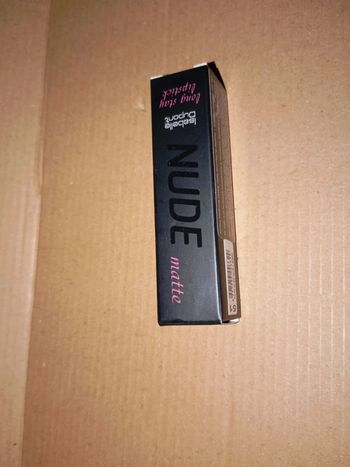 long stay
lipstick
Isabelle
Dupont
NUDE
matte